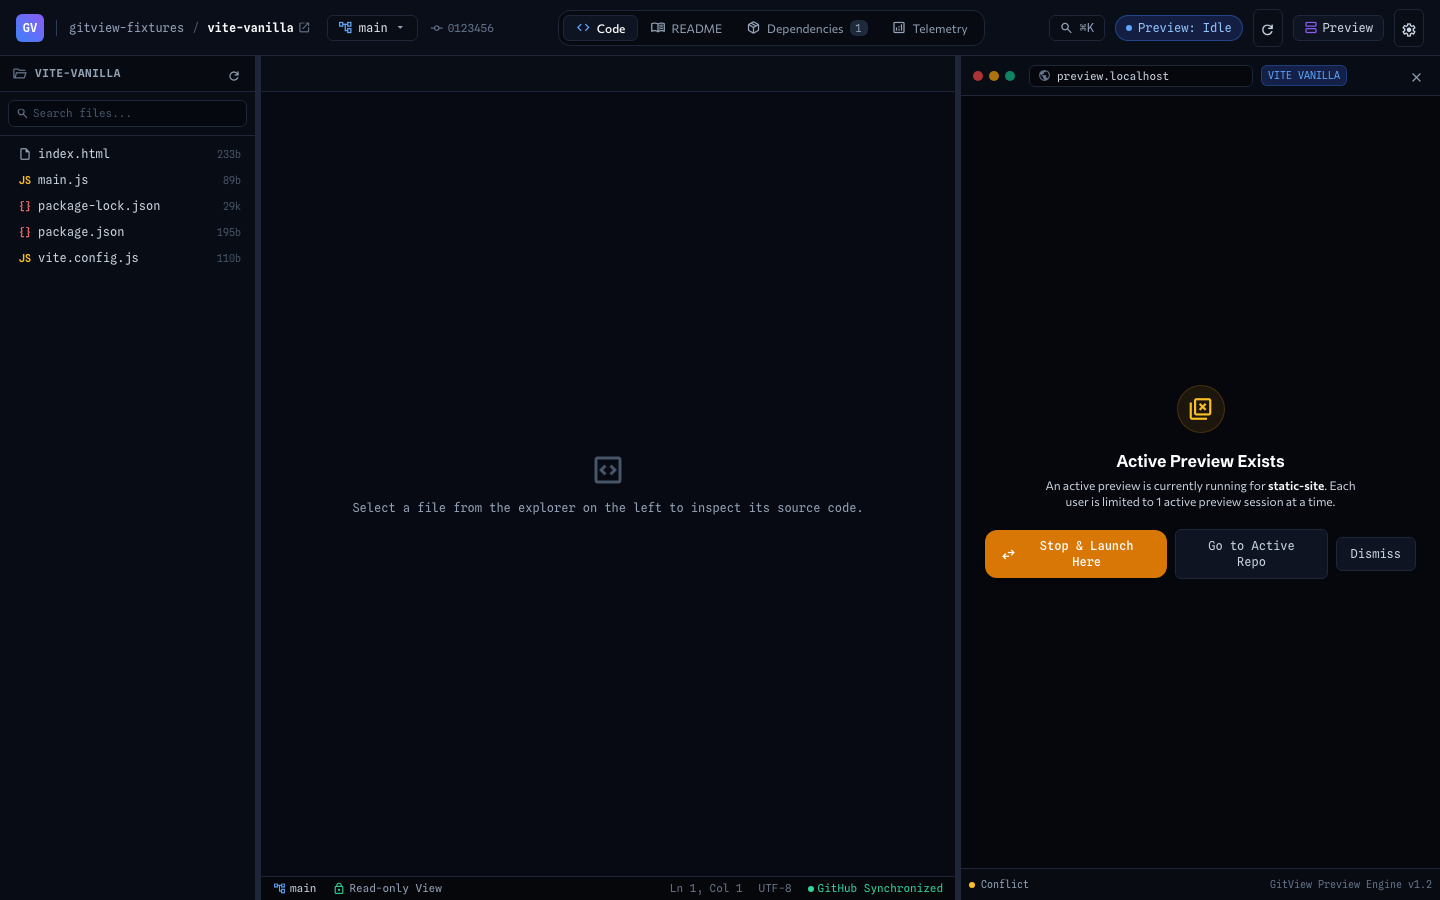 GV gitview-fixtures / vite-vanilla main 0123456 Code README Dependencies 1 Telemetry ⌘K Preview: Idle Preview
VITE-VANILLA
Search files...
index.html 233b
JS main.js 89b
{} package-lock.json 29k
{} package.json 195b
JS vite.config.js 110b
Select a file from the explorer on the left to inspect its source code.
main Read-only View Ln 1, Col 1 UTF-8 GitHub Synchronized
preview.localhost VITE VANILLA
Active Preview Exists
An active preview is currently running for static-site. Each
user is limited to 1 active preview session at a time.
Stop & Launch
Here
Go to Active
Repo
Dismiss
Conflict GitView Preview Engine v1.2